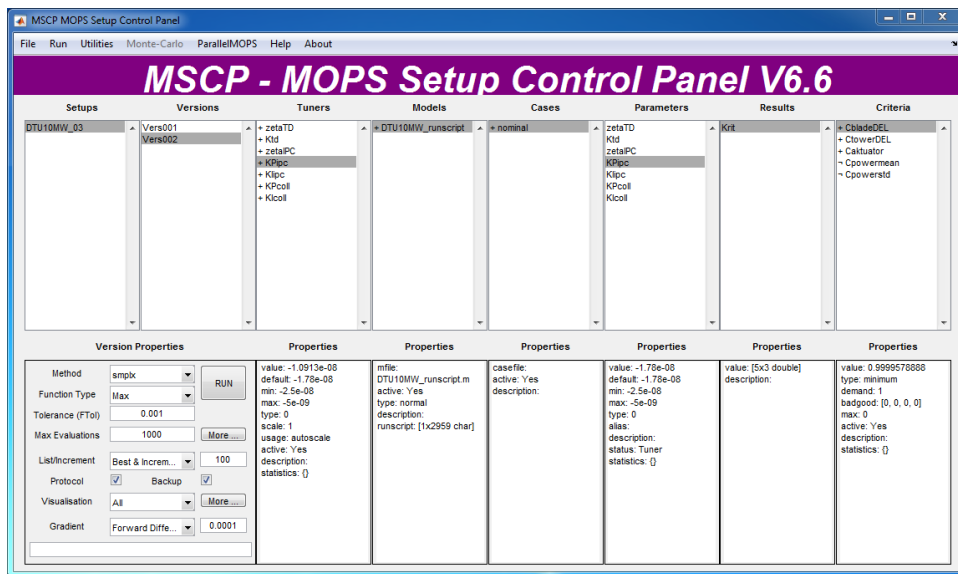 MSCP MOPS Setup Control Panel
File Run Utilities Monte-Carlo ParallelMOPS Help About
MSCP - MOPS Setup Control Panel V6.6
Setups Versions Tuners Models Cases Parameters Results Criteria
DTU10MW_03
Vers001
Vers002
+ zetaTD
+ Ktd
+ zetaIPC
+ KPipc
+ KIipc
+ KPcoll
+ KIcoll
+ DTU10MW_runscript
+ nominal
zetaTD
Ktd
zetaIPC
KPipc
KIipc
KPcoll
KIcoll
Krit
+ CbladeDEL
+ CtowerDEL
+ Caktuator
¬ Cpowermean
¬ Cpowerstd
Version Properties Properties Properties Properties Properties Properties Properties
Method smplx RUN
Function Type Max
Tolerance (FTol) 0.001
Max Evaluations 1000 More ...
List/Increment Best & Increm... 100
Protocol Backup
Visualisation All More ...
Gradient Forward Diffe... 0.0001
value: -1.0913e-08
default: -1.78e-08
min: -2.5e-08
max: -5e-09
type: 0
scale: 1
usage: autoscale
active: Yes
description:
statistics: {}
mfile:
DTU10MW_runscript.m
active: Yes
type: normal
description:
runscript: [1x2959 char]
casefile:
active: Yes
description:
value: -1.78e-08
default: -1.78e-08
min: -2.5e-08
max: -5e-09
type: 0
alias:
description:
status: Tuner
statistics: {}
value: [5x3 double]
description:
value: 0.9999578888
type: minimum
demand: 1
badgood: [0, 0, 0, 0]
max: 0
active: Yes
description:
statistics: {}